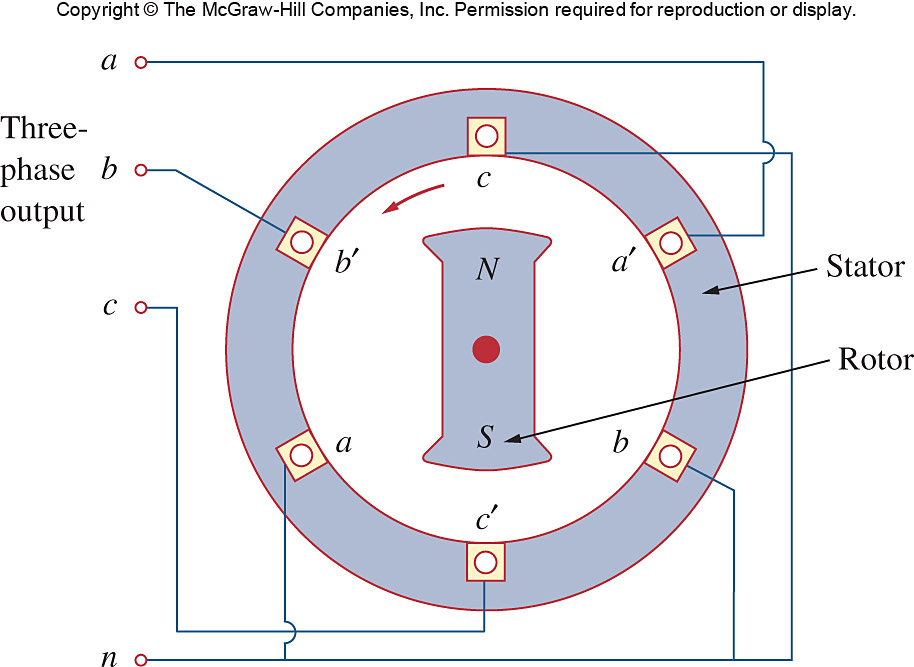 Copyright © The McGraw-Hill Companies, Inc. Permission required for reproduction or display.
a
Three-
phase
output
b
c
n
c
b′
a′
N
Stator
Rotor
S
a
b
c′